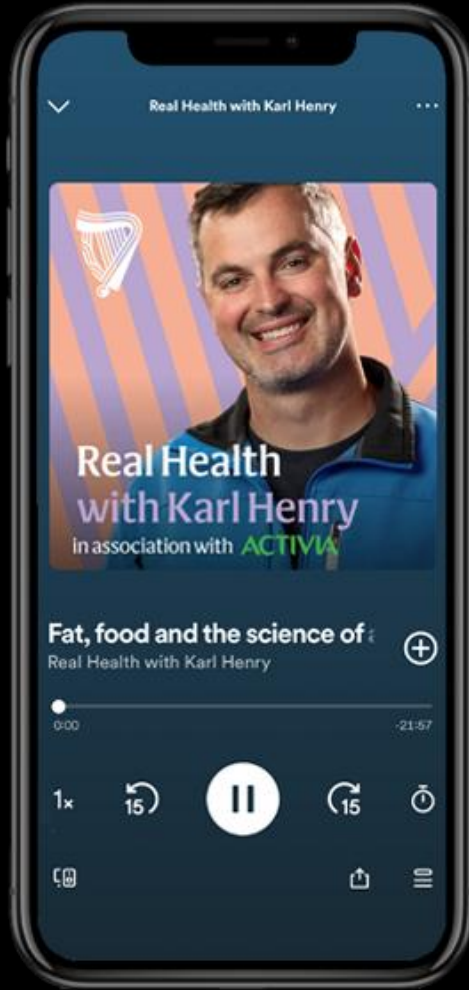 Real Health with Karl Henry
Real Health
with Karl Henry
in association with ACTIVIA
Fat, food and the science of
Real Health with Karl Henry
0:00 -21:57
1x 15 15